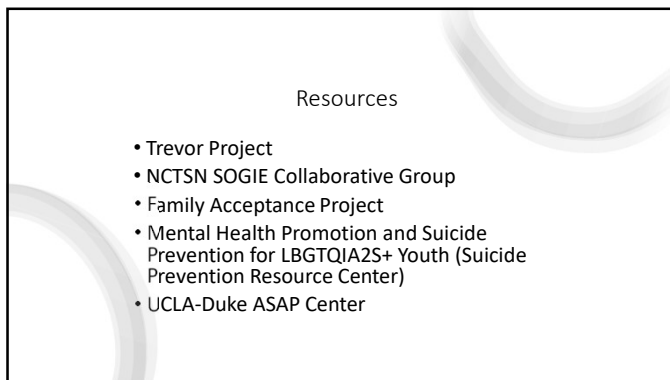 Resources
• Trevor Project
• NCTSN SOGIE Collaborative Group
• Family Acceptance Project
• Mental Health Promotion and Suicide
Prevention for LBGTQIA2S+ Youth (Suicide
Prevention Resource Center)
• UCLA-Duke ASAP Center